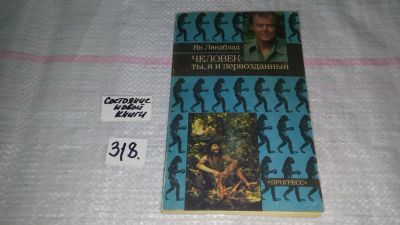 Ян Линдблад
ЧЕЛОВЕК-
ты, я и первозданный
Состояние
новой
книги
318.
«ПРОГРЕСС»